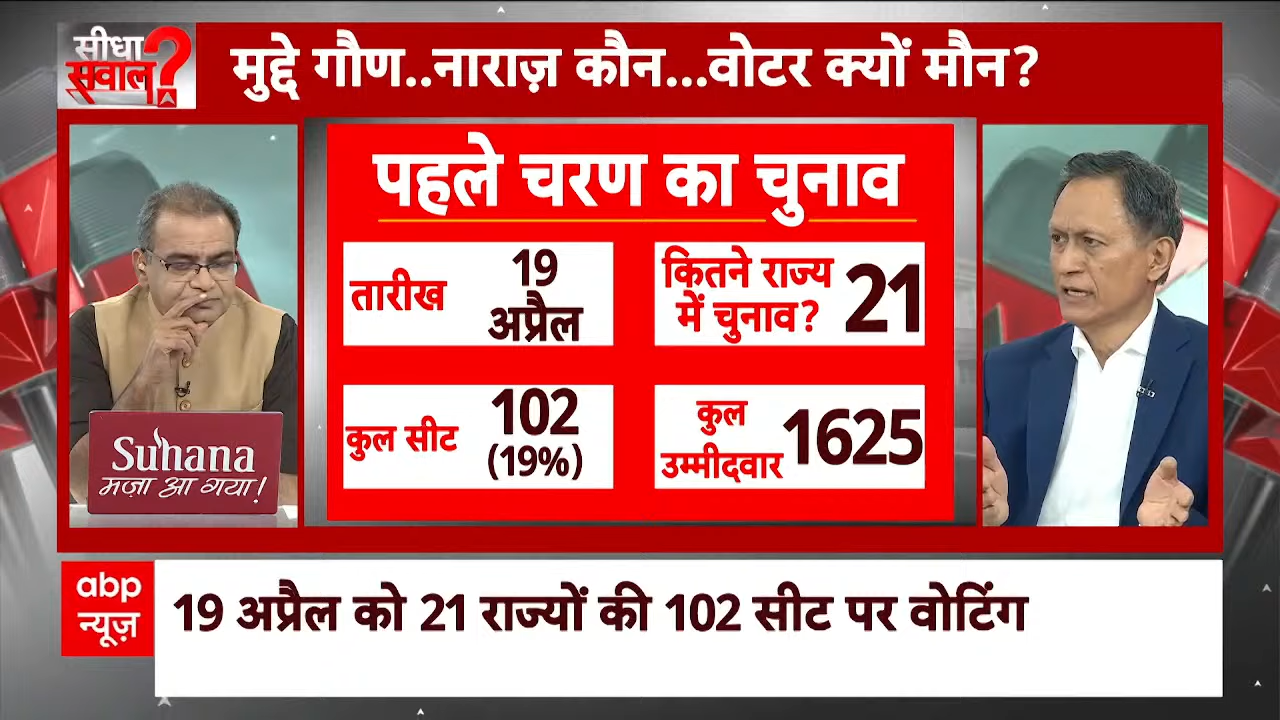 सीधा
सवाल?
मुद्दे गौण..नाराज़ कौन...वोटर क्यों मौन?
पहले चरण का चुनाव
तारीख
19
अप्रैल
कितने राज्य
में चुनाव?
21
कुल सीट
102
(19%)
कुल
उम्मीदवार
1625
Suhana
मज़ा आ गया!
abp
न्यूज़
19 अप्रैल को 21 राज्यों की 102 सीट पर वोटिंग